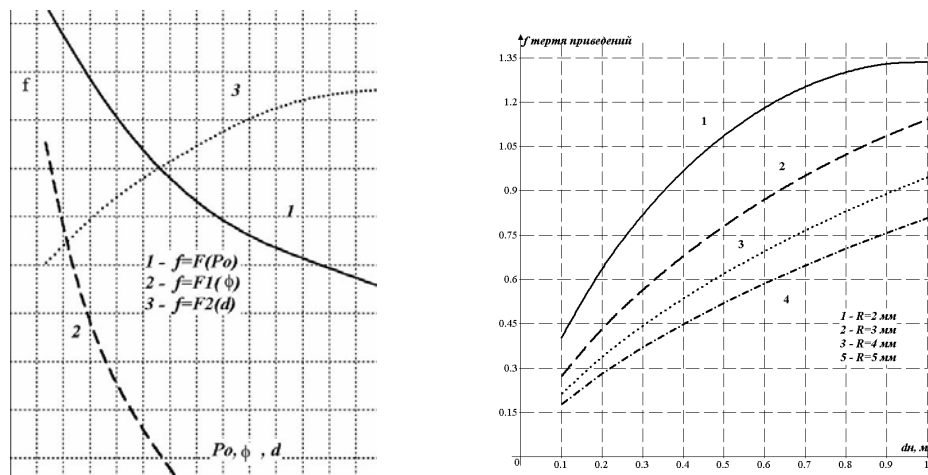 f
3
1
1 - f=F(Po)
2 - f=F1(ϕ)
3 - f=F2(d)
2
Po, ϕ , d
f тертя приведений
1.35
1.2
1.05
0.9
0.75
0.6
0.45
0.3
0.15
0
1
2
3
4
1 - R=2 мм
2 - R=3 мм
3 - R=4 мм
5 - R=5 мм
dн, м
0.1 0.2 0.3 0.4 0.5 0.6 0.7 0.8 0.9 1